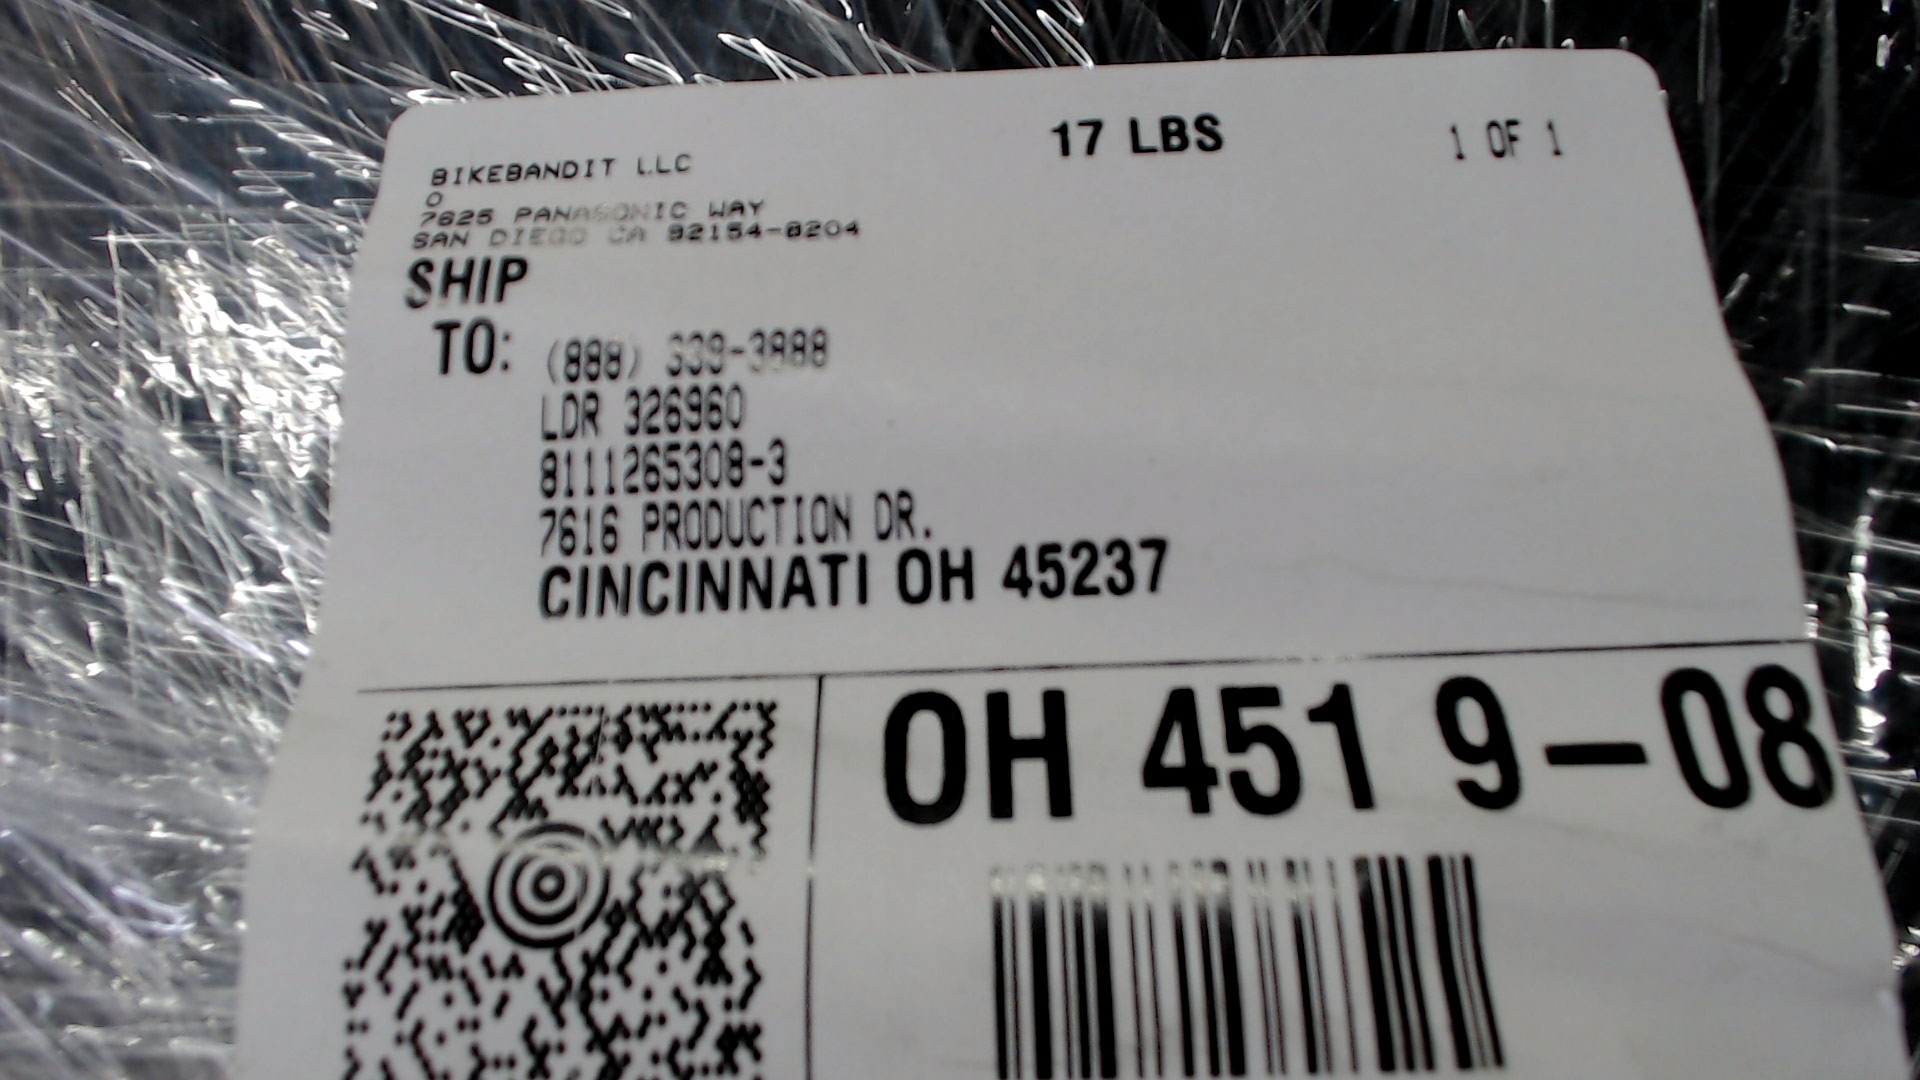 BIKEBANDIT LLC
17 LBS
1 OF 1
0
7625 PANASONIC WAY
SAN DIEGO CA 92154-8204
SHIP
TO:
(888) 339-3888
LDR 326960
8111265308-3
7616 PRODUCTION DR.
CINCINNATI OH 45237
OH 451 9-08